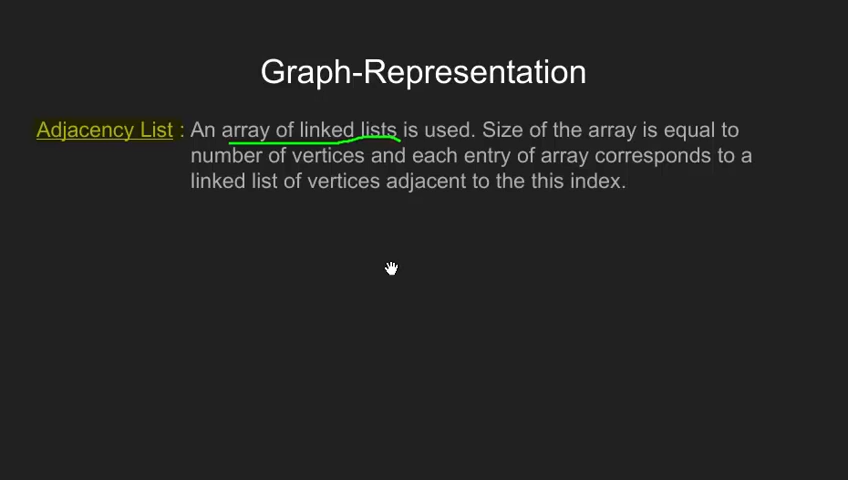 Graph-Representation
Adjacency List : An array of linked lists is used. Size of the array is equal to
number of vertices and each entry of array corresponds to a
linked list of vertices adjacent to the this index.